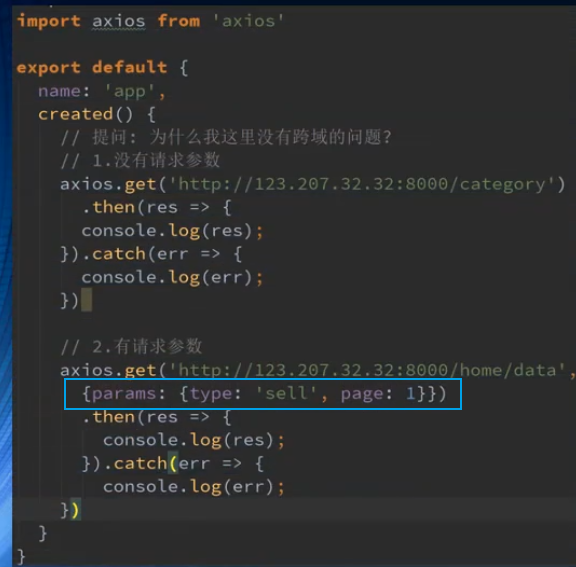 import axios from 'axios'
export default {
name: 'app',
created() {
// 提问: 为什么我这里没有跨域的问题?
// 1.没有请求参数
axios.get('http://123.207.32.32:8000/category')
.then(res => {
console.log(res);
}).catch(err => {
console.log(err);
})
// 2.有请求参数
axios.get('http://123.207.32.32:8000/home/data',
{params: {type: 'sell', page: 1}})
.then(res => {
console.log(res);
}).catch(err => {
console.log(err);
})
}
}